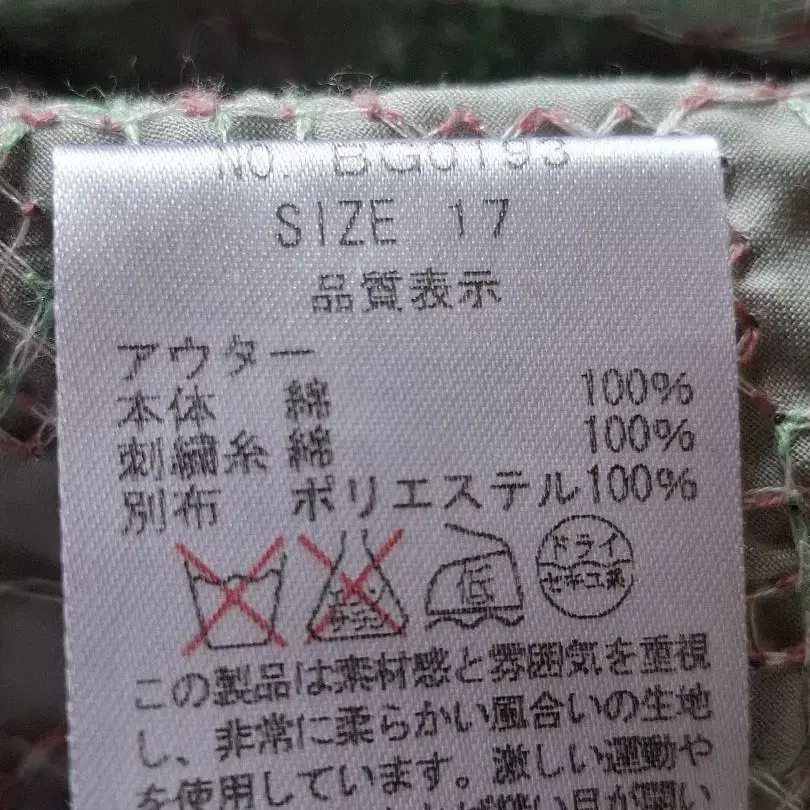 NO. BG0193
SIZE 17
品質表示
アウター
本体 綿 100%
刺繍糸 綿 100%
別布 ポリエステル100%
低
ドライ
セキユ系
この製品は素材感と雰囲気を重視
し、非常に柔らかい風合いの生地
を使用しています。激しい運動や